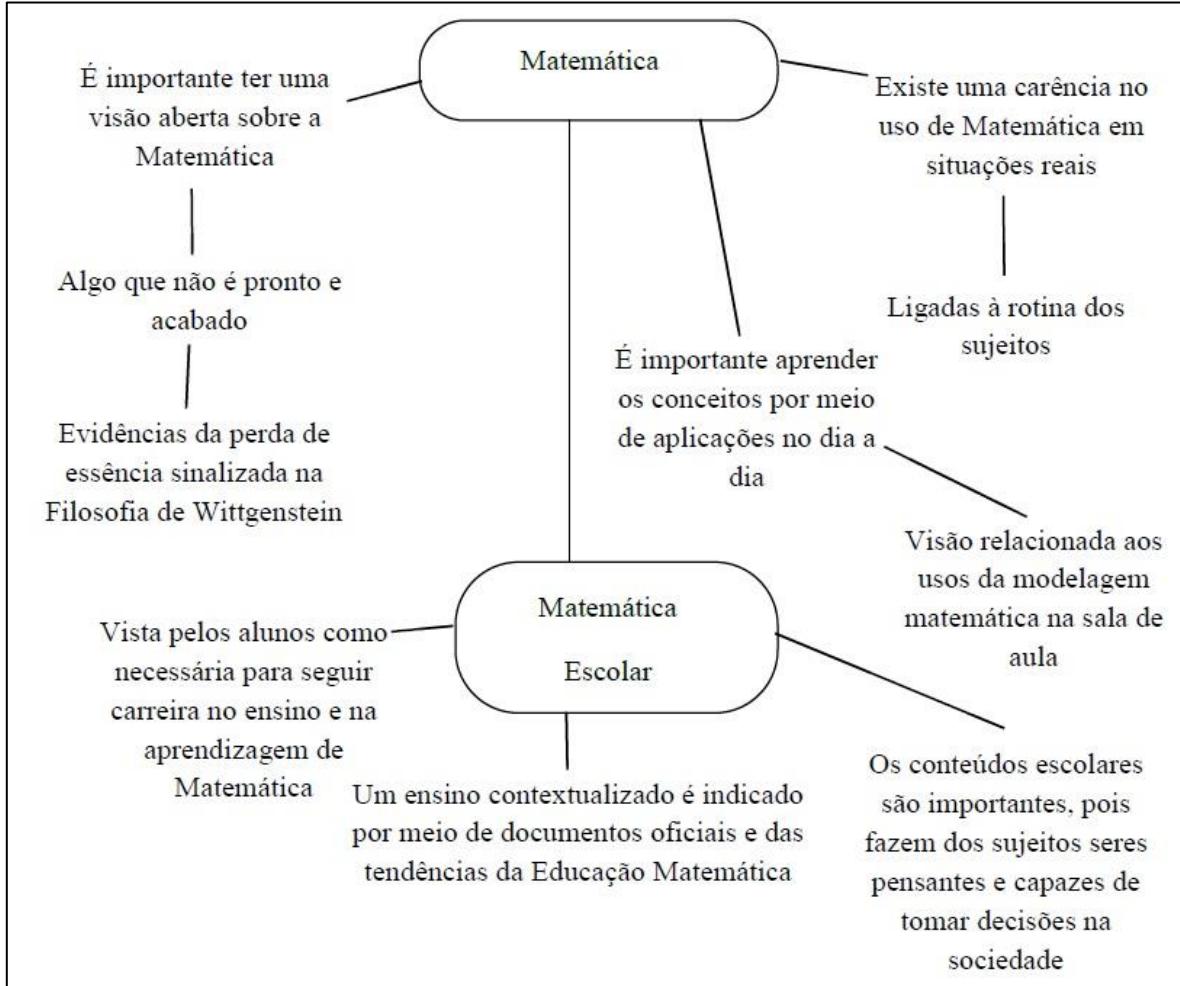 Matemática
É importante ter uma
visão aberta sobre a
Matemática
Existe uma carência no
uso de Matemática em
situações reais
Algo que não é pronto e
acabado
Ligadas à rotina dos
sujeitos
É importante aprender
os conceitos por meio
de aplicações no dia a
dia
Evidências da perda de
essência sinalizada na
Filosofia de Wittgenstein
Visão relacionada aos
usos da modelagem
matemática na sala de
aula
Matemática
Escolar
Vista pelos alunos como
necessária para seguir
carreira no ensino e na
aprendizagem de
Matemática
Um ensino contextualizado é indicado
por meio de documentos oficiais e das
tendências da Educação Matemática
Os conteúdos escolares
são importantes, pois
fazem dos sujeitos seres
pensantes e capazes de
tomar decisões na
sociedade